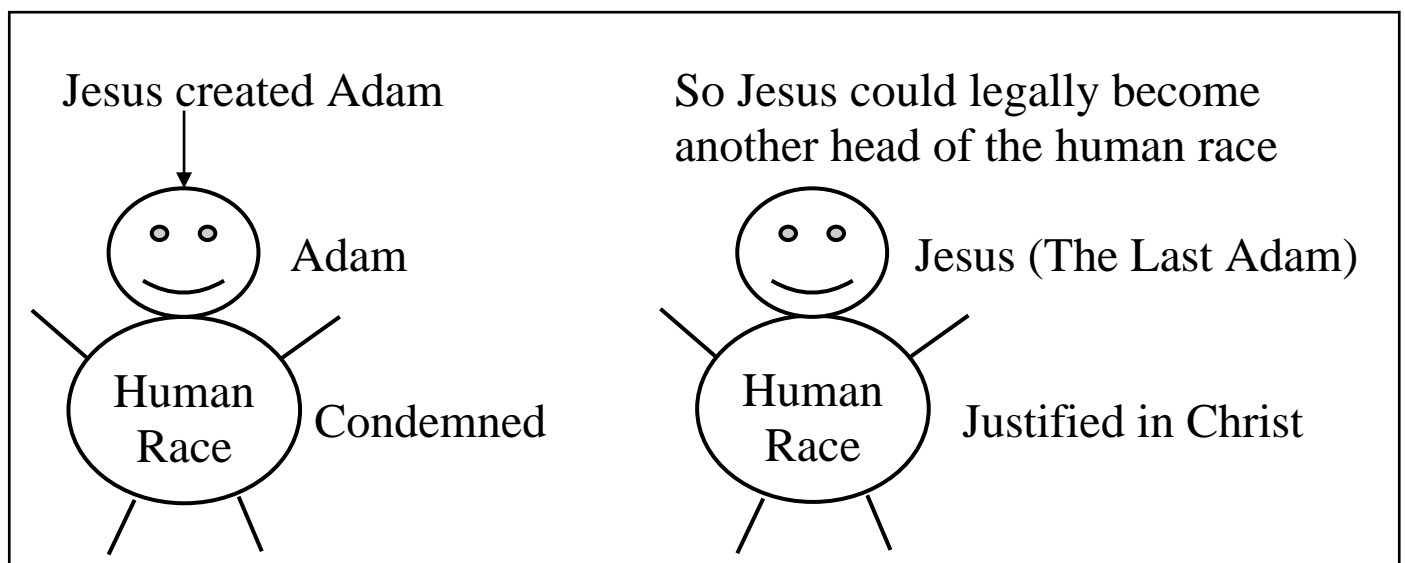 Jesus created Adam
Adam
Human
Race
Condemned
So Jesus could legally become
another head of the human race
Jesus (The Last Adam)
Human
Race
Justified in Christ